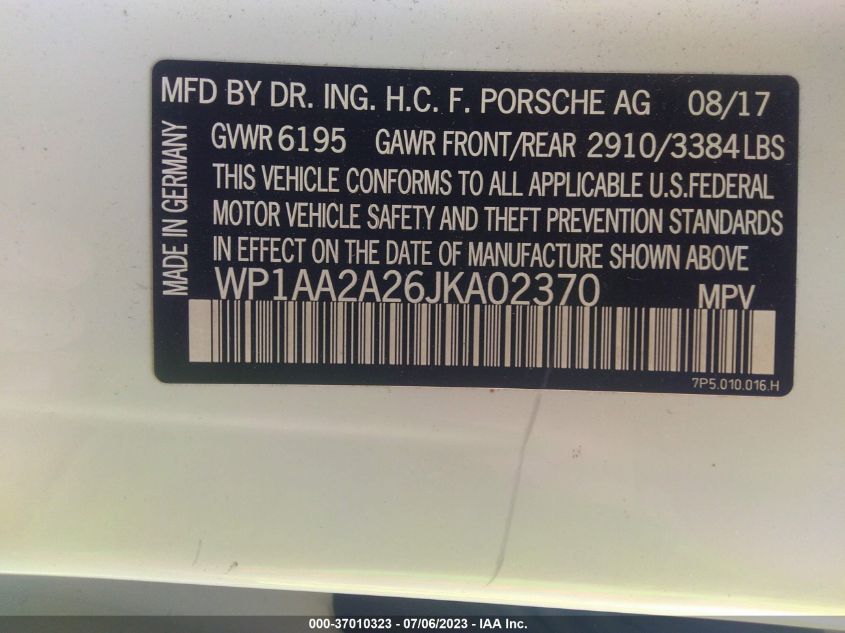 MFD BY DR. ING. H.C. F. PORSCHE AG 08/17
GVWR 6195 GAWR FRONT/REAR 2910/3384 LBS
THIS VEHICLE CONFORMS TO ALL APPLICABLE U.S.FEDERAL
MOTOR VEHICLE SAFETY AND THEFT PREVENTION STANDARDS
IN EFFECT ON THE DATE OF MANUFACTURE SHOWN ABOVE
WP1AA2A26JKA02370 MPV
MADE IN GERMANY
7P5.010.016.H
000-37010323 - 07/06/2023 - IAA Inc.